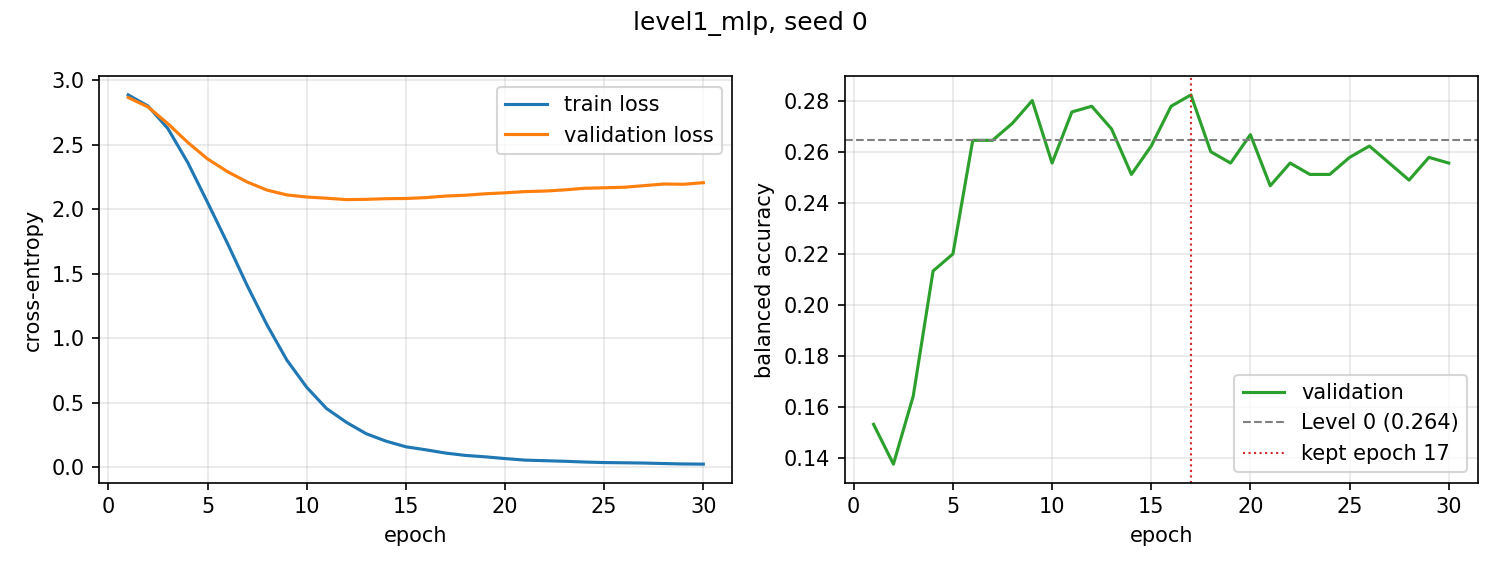 level1_mlp, seed 0
3.0
2.5
2.0
1.5
1.0
0.5
0.0
cross-entropy
train loss
validation loss
0 5 10 15 20 25 30
epoch
0.28
0.26
0.24
0.22
0.20
0.18
0.16
0.14
balanced accuracy
validation
Level 0 (0.264)
kept epoch 17
0 5 10 15 20 25 30
epoch